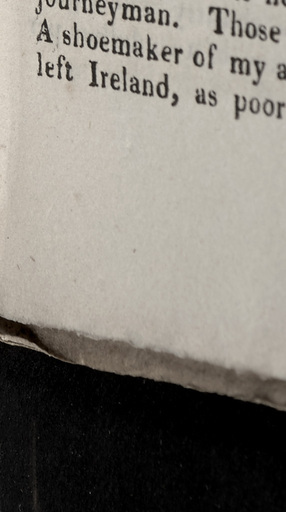 journeyman. Those
A shoemaker of my a
left Ireland, as poor